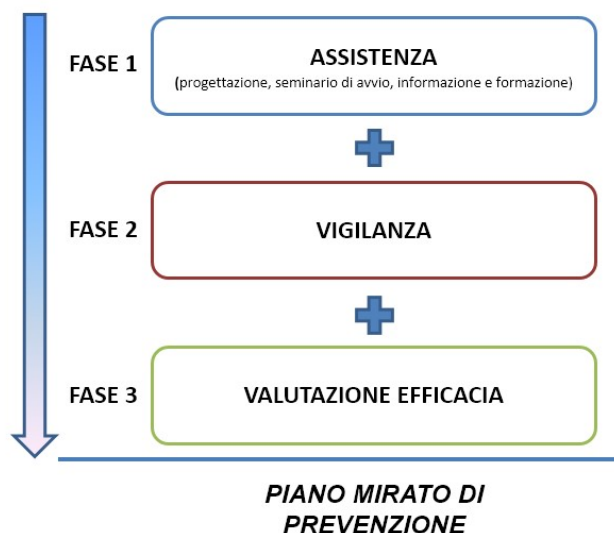 FASE 1
ASSISTENZA
(progettazione, seminario di avvio, informazione e formazione)
FASE 2
VIGILANZA
FASE 3
VALUTAZIONE EFFICACIA
PIANO MIRATO DI
PREVENZIONE